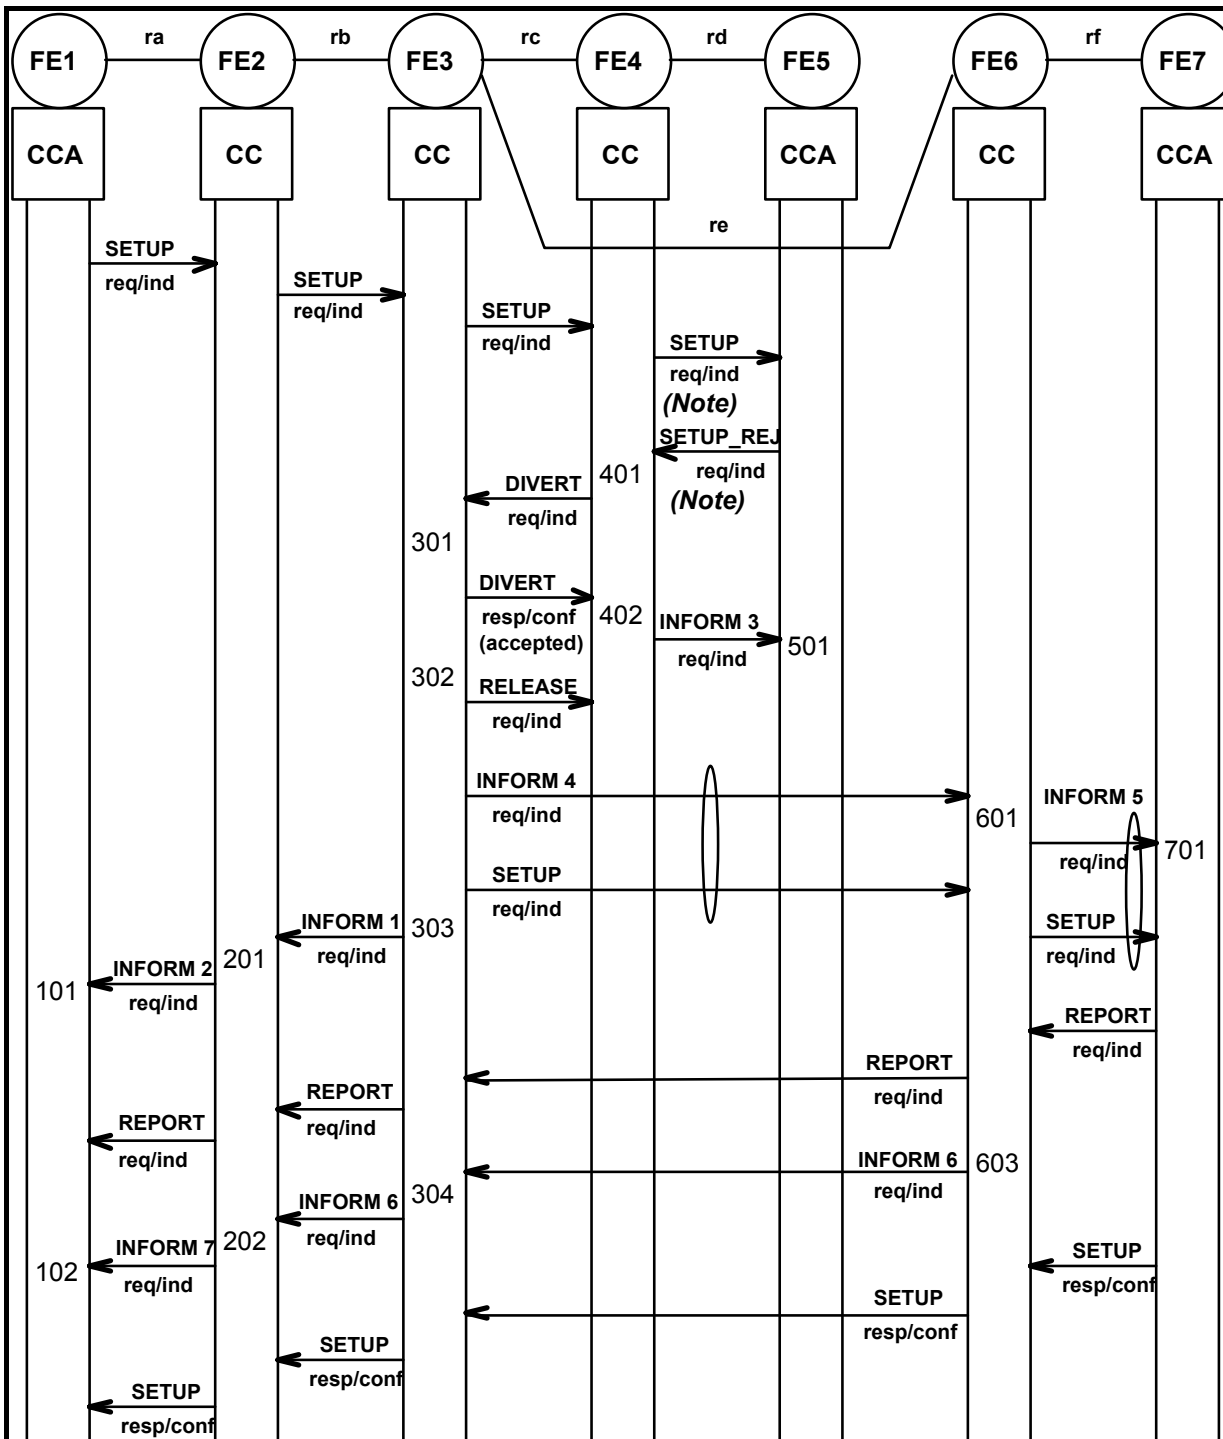 ra rb rc rd rf
FE1 FE2 FE3 FE4 FE5 FE6 FE7
CCA CC CC CC CCA CC CCA
re
SETUP
req/ind
SETUP
req/ind
SETUP
req/ind
SETUP
req/ind
(Note)
SETUP_REJ
req/ind
(Note)
401
DIVERT
req/ind
301
DIVERT
resp/conf
(accepted)
402
INFORM 3
req/ind
501
302
RELEASE
req/ind
INFORM 4
req/ind
601
INFORM 5
req/ind
701
SETUP
req/ind
INFORM 1
req/ind
303
SETUP
req/ind
201
INFORM 2
req/ind
101
REPORT
req/ind
REPORT
req/ind
REPORT
req/ind
REPORT
req/ind
INFORM 6
req/ind
603
304
INFORM 6
req/ind
202
INFORM 7
req/ind
102
SETUP
resp/conf
SETUP
resp/conf
SETUP
resp/conf
SETUP
resp/conf